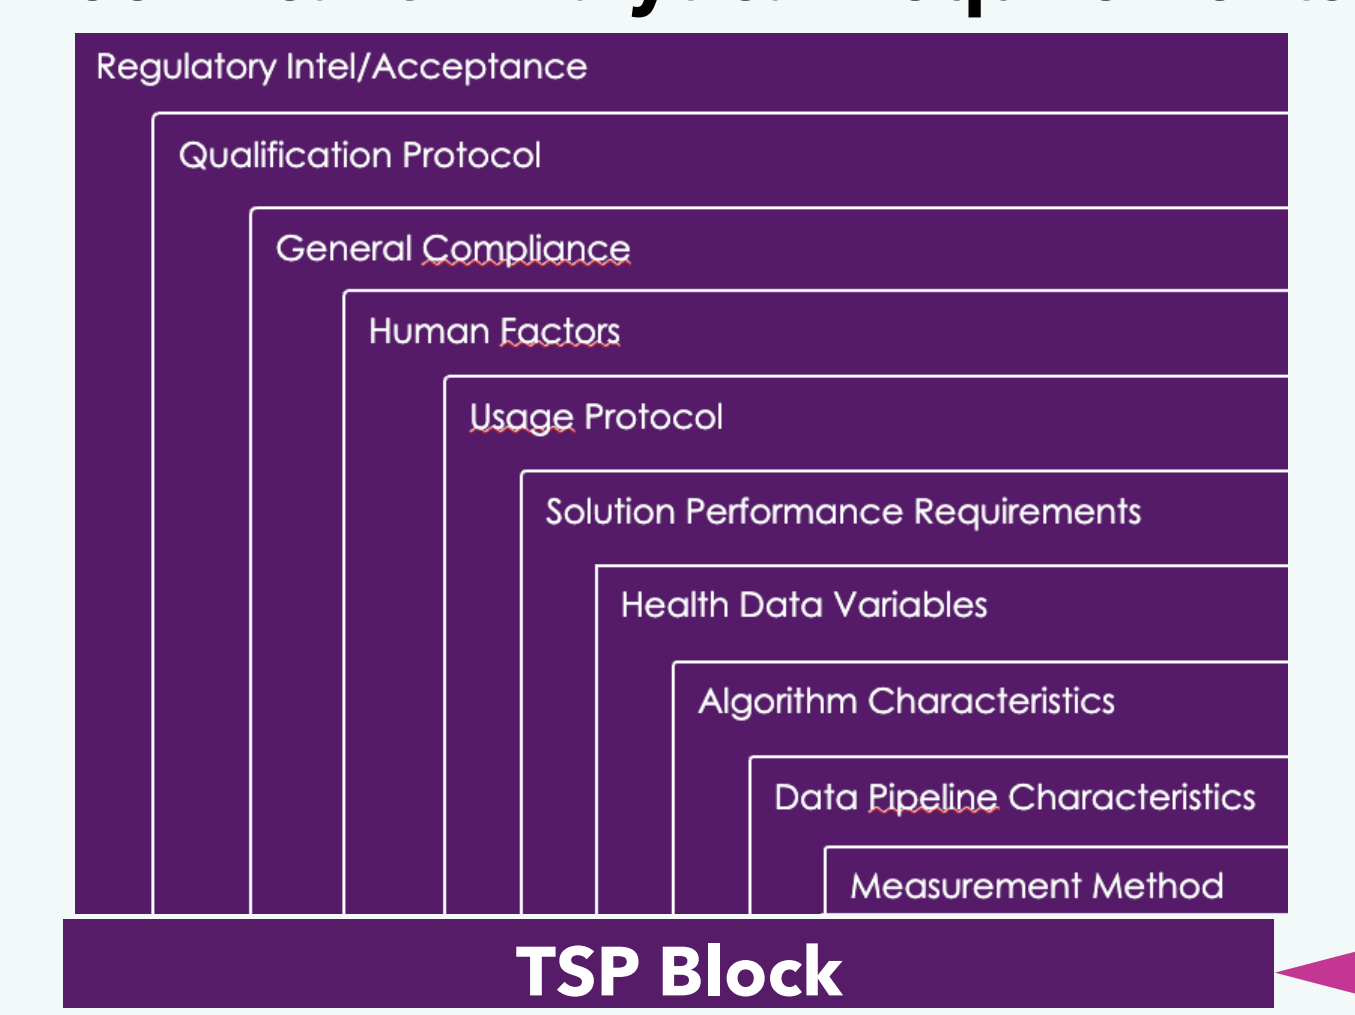 Regulatory Intel/Acceptance
Qualification Protocol
General Compliance
Human Factors
Usage Protocol
Solution Performance Requirements
Health Data Variables
Algorithm Characteristics
Data Pipeline Characteristics
Measurement Method
TSP Block